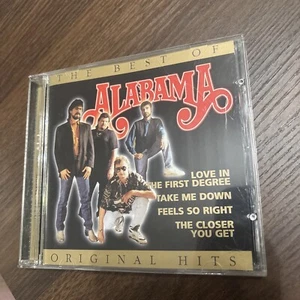 THE BEST OF
ALABAMA
LOVE IN
THE FIRST DEGREE
TAKE ME DOWN
FEELS SO RIGHT
THE CLOSER
YOU GET
ORIGINAL HITS